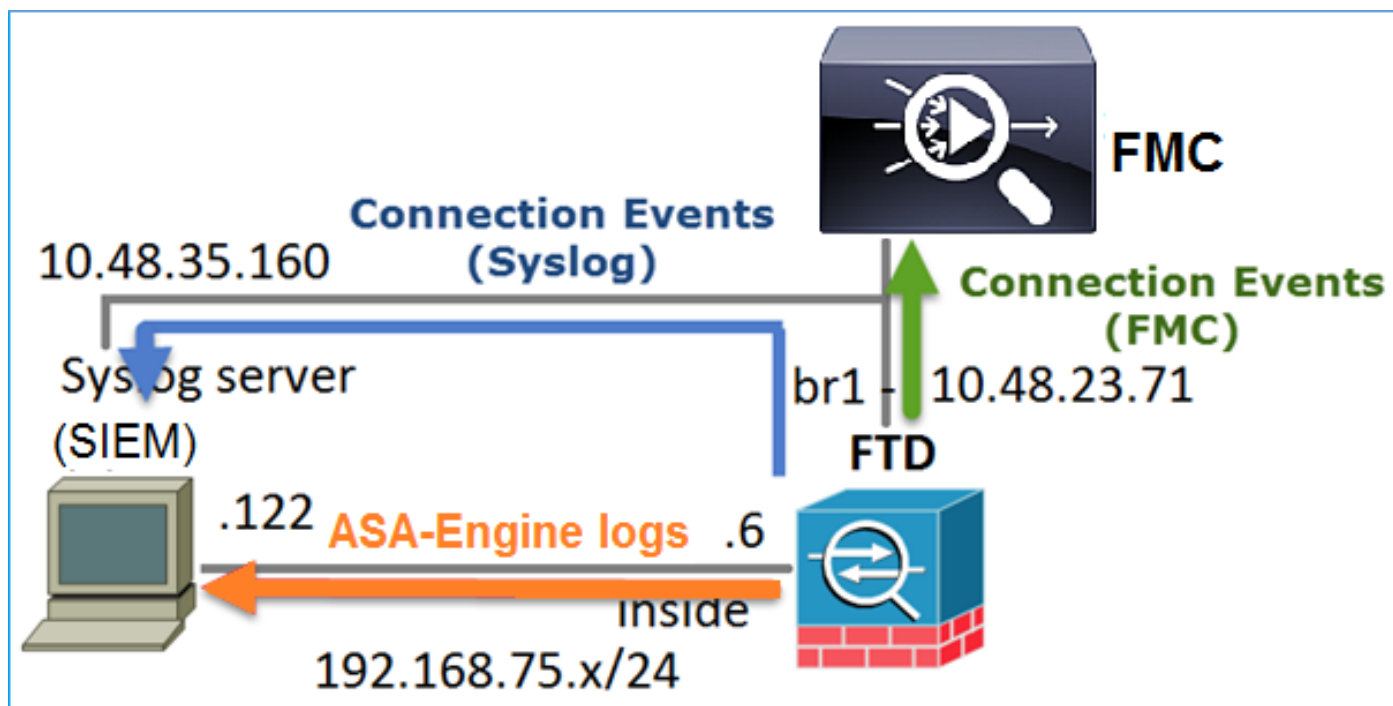 FMC
Connection Events
(Syslog)
10.48.35.160
Connection Events
(FMC)
Syslog server
(SIEM)
br1 - 10.48.23.71
FTD
.122
ASA-Engine logs
.6
inside
192.168.75.x/24